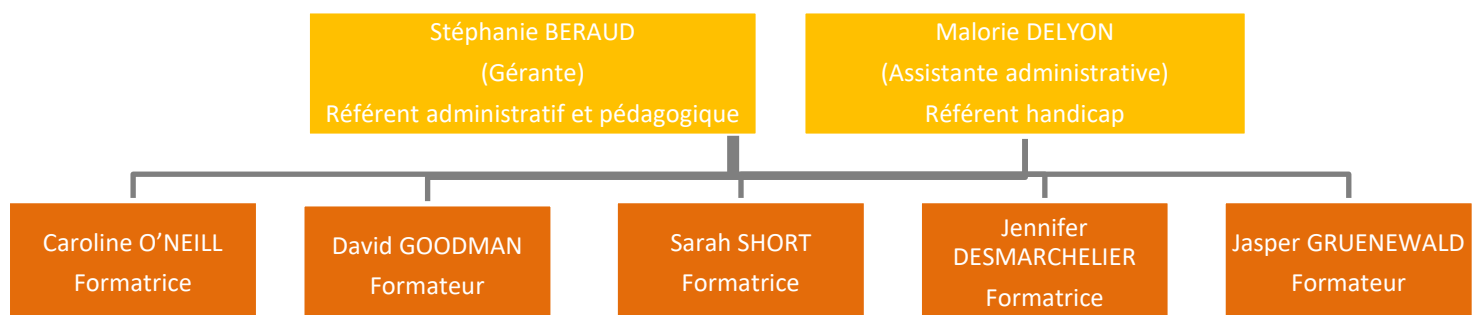 Stéphanie BERAUD
(Gérante)
Référent administratif et pédagogique
Malorie DELYON
(Assistante administrative)
Référent handicap
Caroline O’NEILL
Formatrice
David GOODMAN
Formateur
Sarah SHORT
Formatrice
Jennifer
DESMARCHELIER
Formatrice
Jasper GRUENEWALD
Formateur